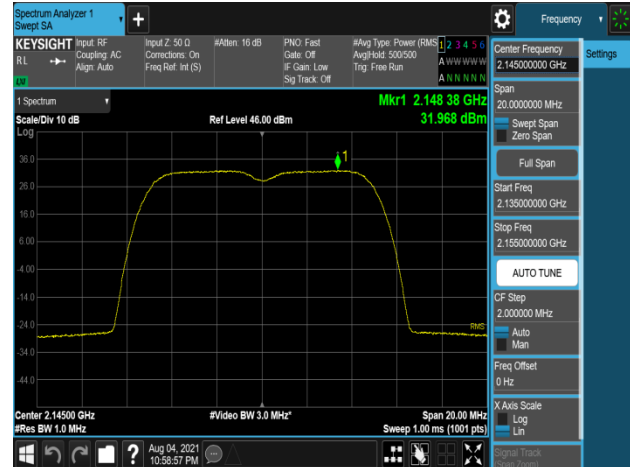 Spectrum Analyzer 1
Swept SA
+
Frequency
KEYSIGHT
RL
LM
Input: RF
Coupling: AC
Align: Auto
Input Z: 50 Ω
Corrections: On
Freq Ref: Int (S)
#Atten: 16 dB
PNO: Fast
Gate: Off
IF Gain: Low
Sig Track: Off
#Avg Type: Power (RMS
Avg|Hold: 500/500
Trig: Free Run
1 2 3 4 5 6
A W W W W W
A N N N N N
1 Spectrum
Scale/Div 10 dB
Log
Ref Level 46.00 dBm
Mkr1 2.148 38 GHz
31.968 dBm
1
36.0
26.0
16.0
6.00
-4.00
-14.0
-24.0
-34.0
-44.0
RMS
Center 2.14500 GHz
#Res BW 1.0 MHz
#Video BW 3.0 MHz*
Span 20.00 MHz
Sweep 1.00 ms (1001 pts)
?
Aug 04, 2021
10:58:57 PM
Center Frequency
2.145000000 GHz
Span
20.0000000 MHz
Swept Span
Zero Span
Full Span
Start Freq
2.135000000 GHz
Stop Freq
2.155000000 GHz
AUTO TUNE
CF Step
2.000000 MHz
Auto
Man
Freq Offset
0 Hz
X Axis Scale
Log
Lin
Signal Track
(Span Zoom)
Settings